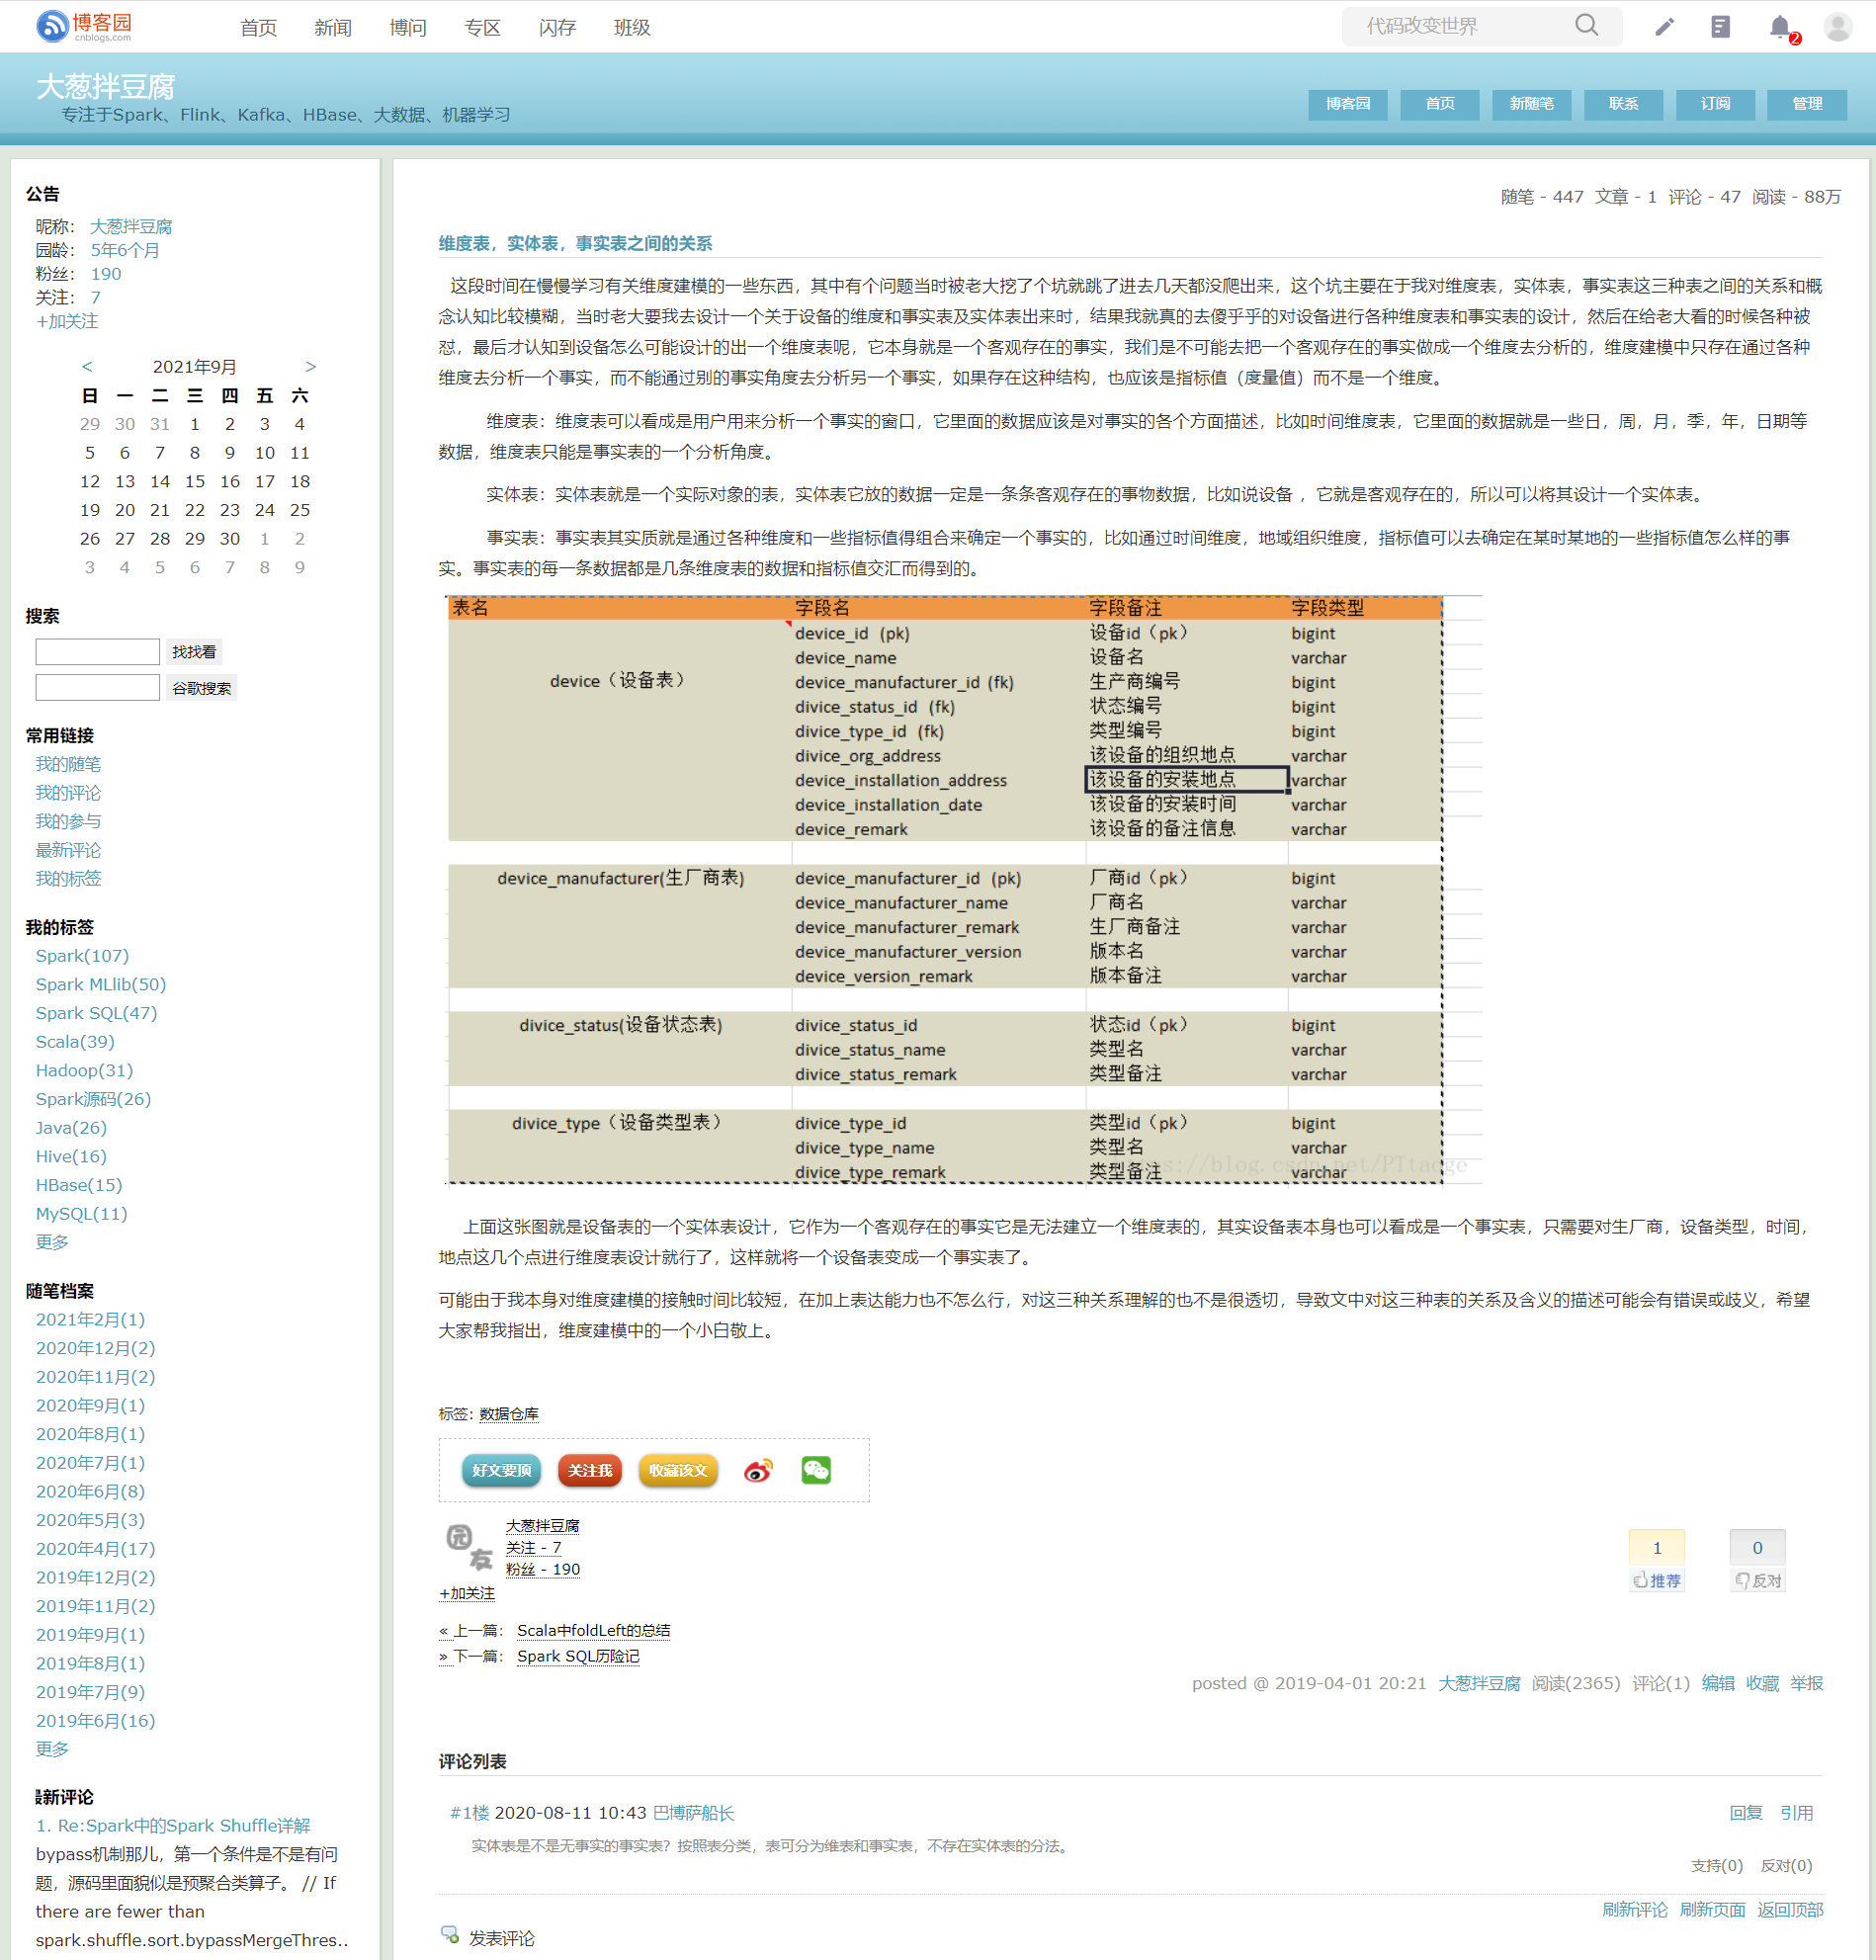 博客园
cnblogs.com
首页 新闻 博问 专区 闪存 班级
代码改变世界
2
大葱拌豆腐
专注于Spark、Flink、Kafka、HBase、大数据、机器学习
博客园 首页 新随笔 联系 订阅 管理
公告
昵称： 大葱拌豆腐
园龄： 5年6个月
粉丝： 190
关注： 7
+加关注
< 2021年9月 >
日 一 二 三 四 五 六
29 30 31 1 2 3 4
5 6 7 8 9 10 11
12 13 14 15 16 17 18
19 20 21 22 23 24 25
26 27 28 29 30 1 2
3 4 5 6 7 8 9
搜索
找找看
谷歌搜索
常用链接
我的随笔
我的评论
我的参与
最新评论
我的标签
我的标签
Spark(107)
Spark MLlib(50)
Spark SQL(47)
Scala(39)
Hadoop(31)
Spark源码(26)
Java(26)
Hive(16)
HBase(15)
MySQL(11)
更多
随笔档案
2021年2月(1)
2020年12月(2)
2020年11月(2)
2020年9月(1)
2020年8月(1)
2020年7月(1)
2020年6月(8)
2020年5月(3)
2020年4月(17)
2019年12月(2)
2019年11月(2)
2019年9月(1)
2019年8月(1)
2019年7月(9)
2019年6月(16)
更多
最新评论
1. Re:Spark中的Spark Shuffle详解
bypass机制那儿，第一个条件是不是有问
题，源码里面貌似是预聚合类算子。 // If
there are fewer than
spark.shuffle.sort.bypassMergeThres..
随笔 - 447 文章 - 1 评论 - 47 阅读 - 88万
维度表，实体表，事实表之间的关系
这段时间在慢慢学习有关维度建模的一些东西，其中有个问题当时被老大挖了个坑就跳了进去几天都没爬出来，这个坑主要在于我对维度表，实体表，事实表这三种表之间的关系和概
念认知比较模糊，当时老大要我去设计一个关于设备的维度和事实表及实体表出来时，结果我就真的去傻乎乎的对设备进行各种维度表和事实表的设计，然后在给老大看的时候各种被
怼，最后才认知到设备怎么可能设计的出一个维度表呢，它本身就是一个客观存在的事实，我们是不可能去把一个客观存在的事实做成一个维度去分析的，维度建模中只存在通过各种
维度去分析一个事实，而不能通过别的事实角度去分析另一个事实，如果存在这种结构，也应该是指标值（度量值）而不是一个维度。
维度表：维度表可以看成是用户用来分析一个事实的窗口，它里面的数据应该是对事实的各个方面描述，比如时间维度表，它里面的数据就是一些日，周，月，季，年，日期等
数据，维度表只能是事实表的一个分析角度。
实体表：实体表就是一个实际对象的表，实体表它放的数据一定是一条条客观存在的事物数据，比如说设备 ，它就是客观存在的，所以可以将其设计一个实体表。
事实表：事实表其实质就是通过各种维度和一些指标值得组合来确定一个事实的，比如通过时间维度，地域组织维度，指标值可以去确定在某时某地的一些指标值怎么样的事
实。事实表的每一条数据都是几条维度表的数据和指标值交汇而得到的。
表名 字段名 字段备注 字段类型
device_id (pk) 设备id（pk） bigint
device_name 设备名 varchar
device（设备表） device_manufacturer_id (fk) 生产商编号 bigint
divice_status_id (fk) 状态编号 bigint
divice_type_id (fk) 类型编号 bigint
divice_org_address 该设备的组织地点 varchar
device_installation_address 该设备的安装地点 varchar
device_installation_date 该设备的安装时间 varchar
device_remark 该设备的备注信息 varchar
device_manufacturer(生厂商表) device_manufacturer_id (pk) 厂商id（pk） bigint
device_manufacturer_name 厂商名 varchar
device_manufacturer_remark 生厂商备注 varchar
device_manufacturer_version 版本名 varchar
device_version_remark 版本备注 varchar
divice_status(设备状态表) divice_status_id 状态id（pk） bigint
divice_status_name 类型名 varchar
divice_status_remark 类型备注 varchar
divice_type（设备类型表） divice_type_id 类型id（pk） bigint
divice_type_name 类型名 varchar
divice_type_remark 类型备注 varchar
上面这张图就是设备表的一个实体表设计，它作为一个客观存在的事实它是无法建立一个维度表的，其实设备表本身也可以看成是一个事实表，只需要对生厂商，设备类型，时间，
地点这几个点进行维度表设计就行了，这样就将一个设备表变成一个事实表了。
可能由于我本身对维度建模的接触时间比较短，在加上表达能力也不怎么行，对这三种关系理解的也不是很透切，导致文中对这三种表的关系及含义的描述可能会有错误或歧义，希望
大家帮我指出，维度建模中的一个小白敬上。
标签: 数据仓库
好文要顶 关注我 收藏该文
园友
大葱拌豆腐
关注 - 7
粉丝 - 190
+加关注
1 0
推荐 反对
« 上一篇： Scala中foldLeft的总结
» 下一篇： Spark SQL历险记
posted @ 2019-04-01 20:21 大葱拌豆腐 阅读(2365) 评论(1) 编辑 收藏 举报
评论列表
#1楼 2020-08-11 10:43 巴博萨船长 回复 引用
实体表是不是无事实的事实表？按照表分类，表可分为维表和事实表，不存在实体表的分法。
支持(0) 反对(0)
刷新评论 刷新页面 返回顶部
发表评论